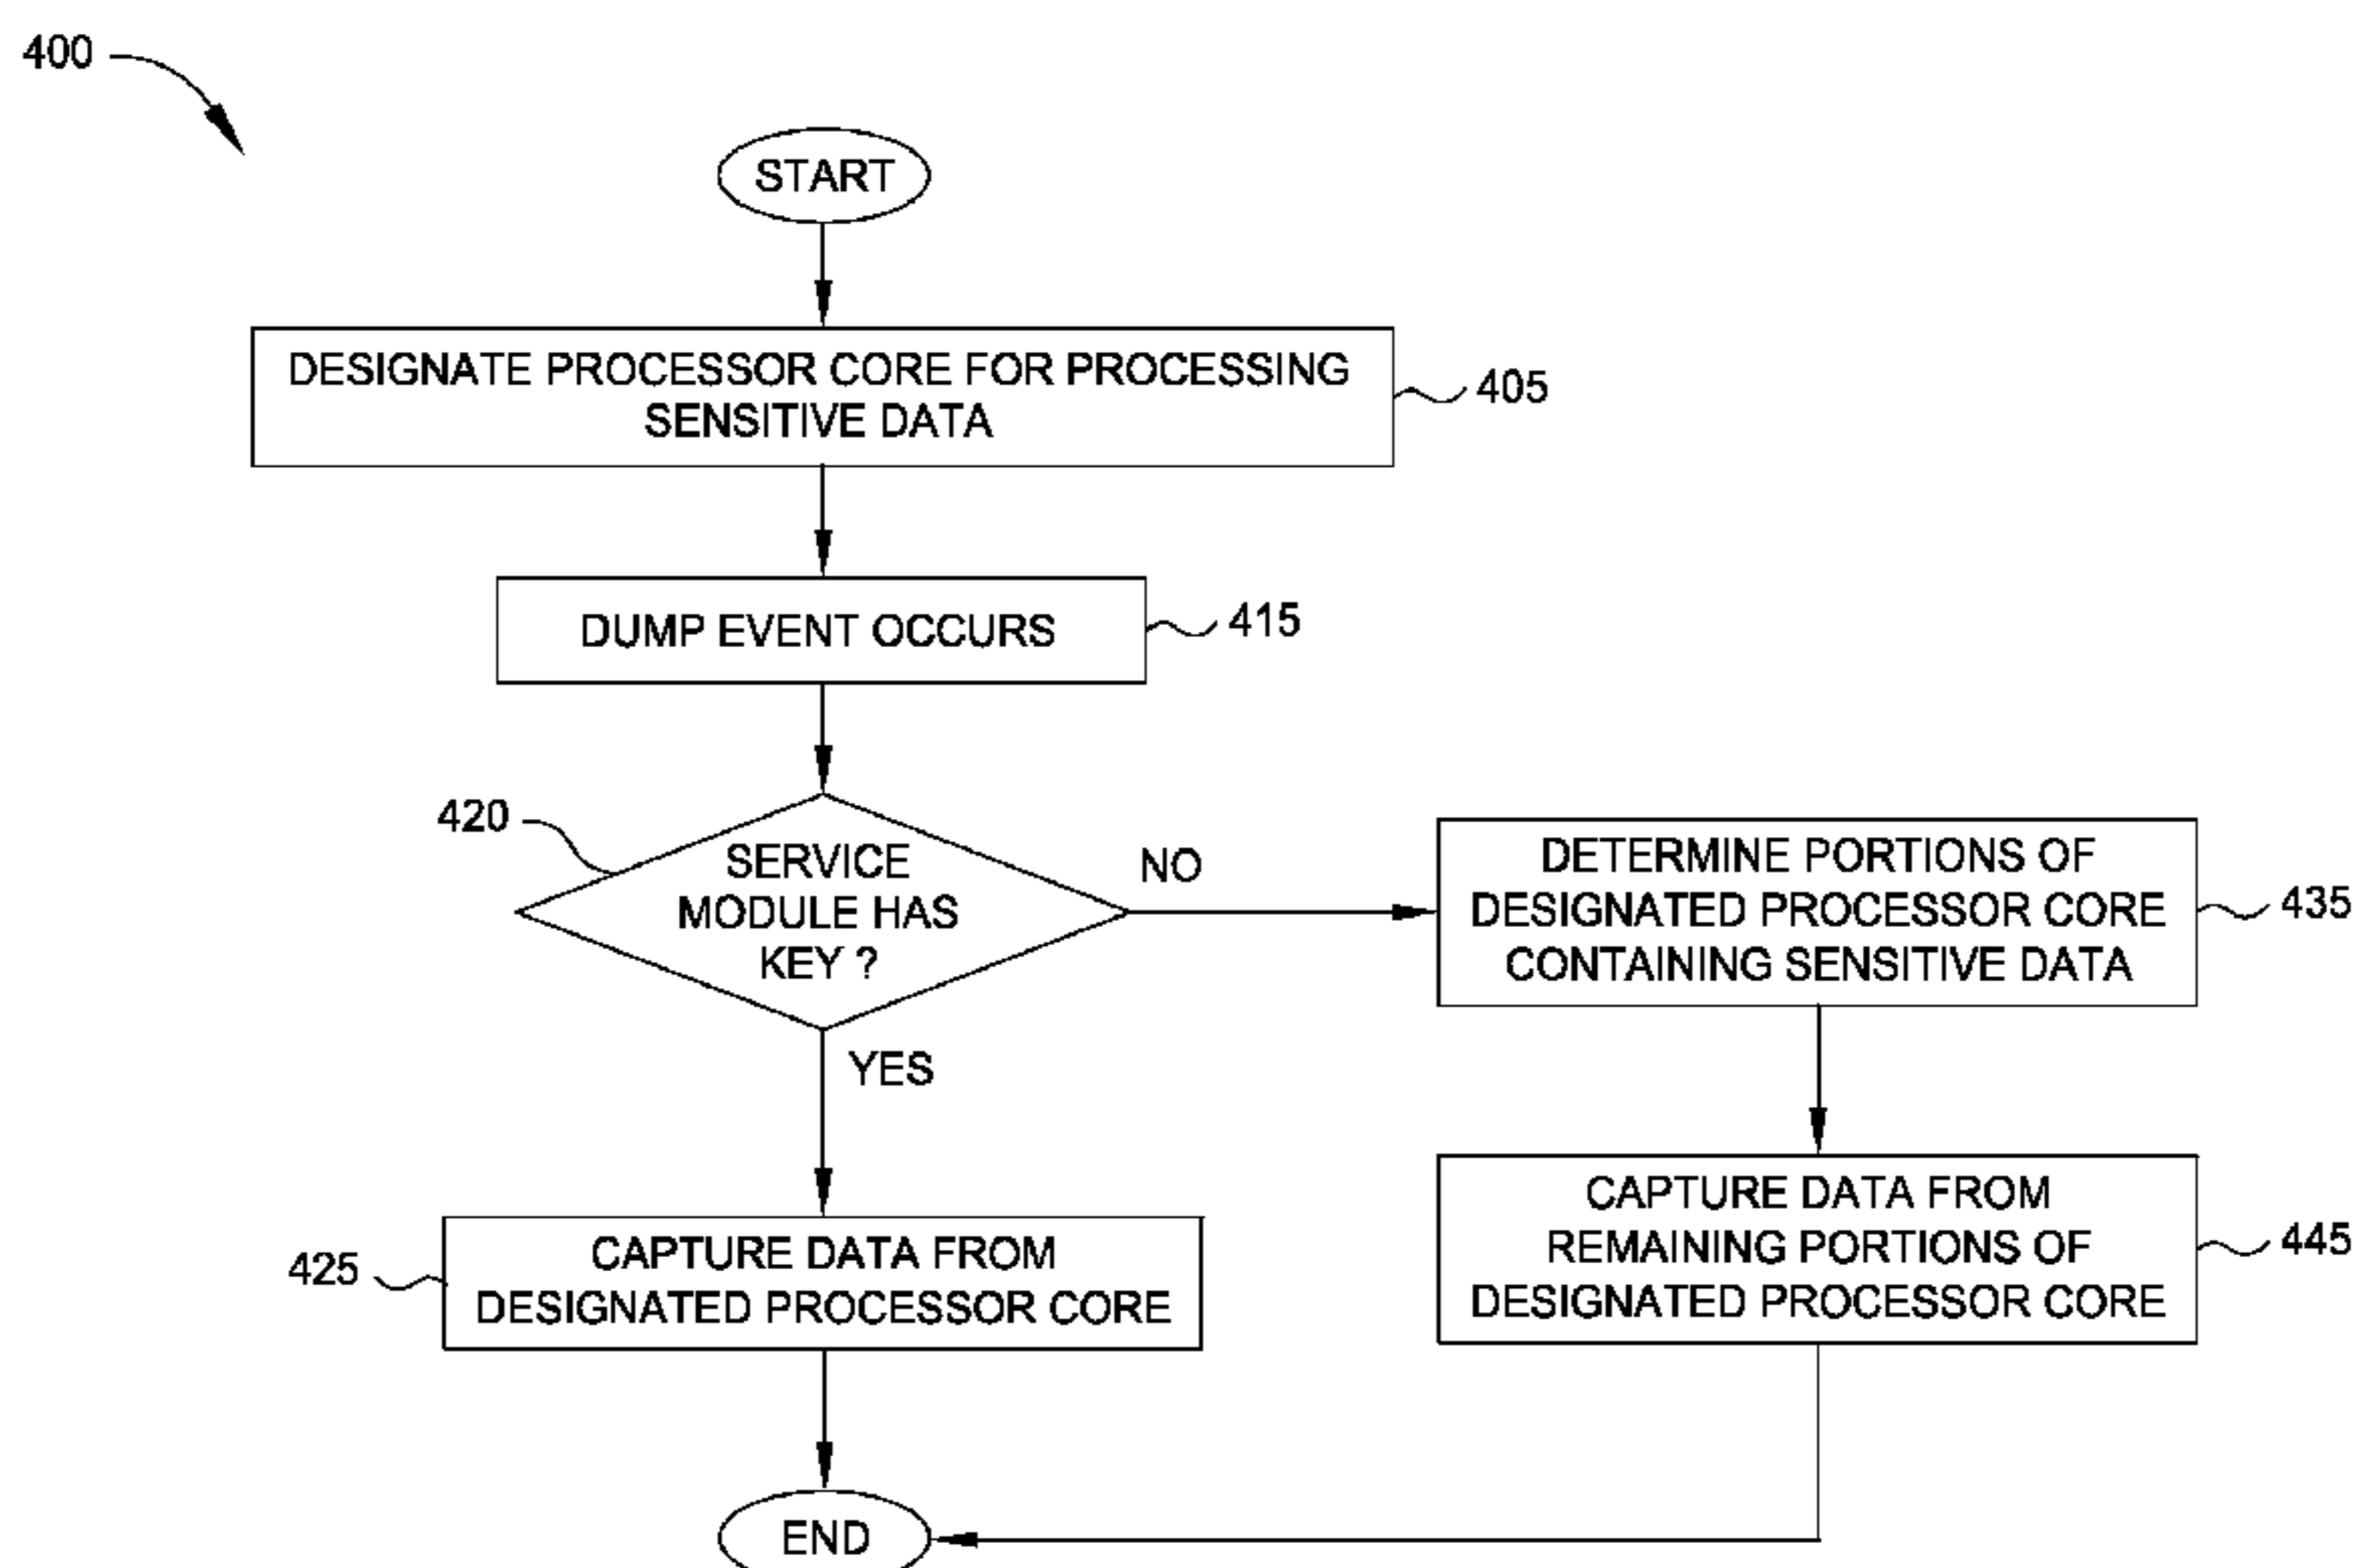 400
START
DESIGNATE PROCESSOR CORE FOR PROCESSING
SENSITIVE DATA
405
DUMP EVENT OCCURS
415
420
SERVICE
MODULE HAS
KEY ?
NO
YES
DETERMINE PORTIONS OF
DESIGNATED PROCESSOR CORE
CONTAINING SENSITIVE DATA
435
CAPTURE DATA FROM
REMAINING PORTIONS OF
DESIGNATED PROCESSOR CORE
445
425
CAPTURE DATA FROM
DESIGNATED PROCESSOR CORE
END